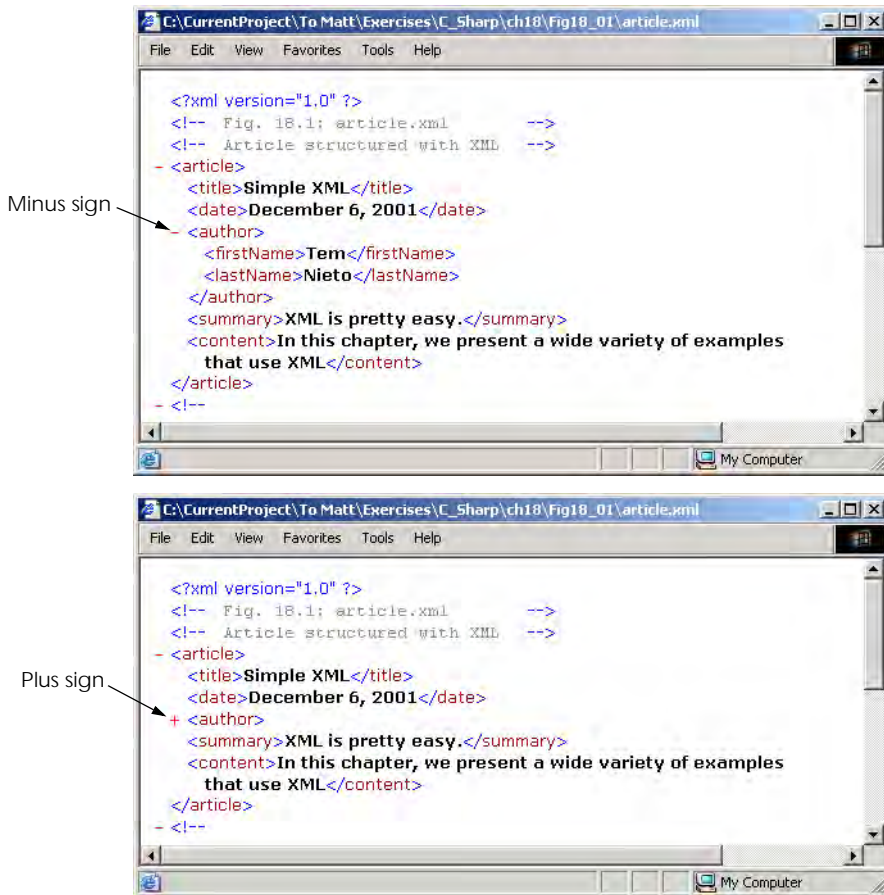 C:\CurrentProject\To Matt\Exercises\C_Sharp\ch18\Fig18_01\article.xml
File Edit View Favorites Tools Help
<?xml version="1.0" ?>
<!-- Fig. 18.1: article.xml -->
<!-- Article structured with XML -->
- <article>
<title>Simple XML</title>
<date>December 6, 2001</date>
Minus sign
- <author>
<firstName>Tem</firstName>
<lastName>Nieto</lastName>
</author>
<summary>XML is pretty easy.</summary>
<content>In this chapter, we present a wide variety of examples
that use XML</content>
</article>
- <!--
My Computer
C:\CurrentProject\To Matt\Exercises\C_Sharp\ch18\Fig18_01\article.xml
File Edit View Favorites Tools Help
<?xml version="1.0" ?>
<!-- Fig. 18.1: article.xml -->
<!-- Article structured with XML -->
- <article>
<title>Simple XML</title>
Plus sign
<date>December 6, 2001</date>
+ <author>
<summary>XML is pretty easy.</summary>
<content>In this chapter, we present a wide variety of examples
that use XML</content>
</article>
- <!--
My Computer